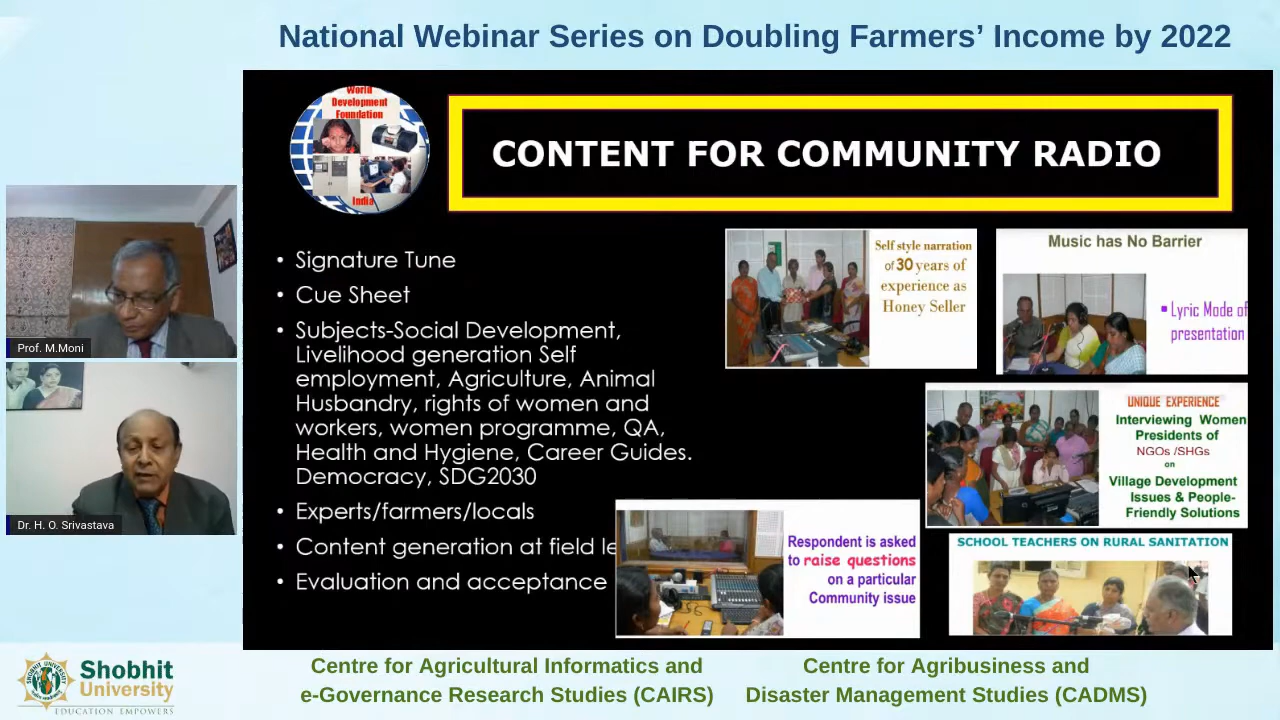 National Webinar Series on Doubling Farmers' Income by 2022
World
Development
Foundation
India
CONTENT FOR COMMUNITY RADIO
• Signature Tune
• Cue Sheet
• Subjects-Social Development,
Livelihood generation Self
employment, Agriculture, Animal
Husbandry, rights of women and
workers, women programme, QA,
Health and Hygiene, Career Guides.
Democracy, SDG2030
• Experts/farmers/locals
• Content generation at field le
• Evaluation and acceptance
Self style narration
of 30 years of
experience as
Honey Seller
Music has No Barrier
• Lyric Mode of
presentation
UNIQUE EXPERIENCE
Interviewing Women
Presidents of
NGOs /SHGs
on
Village Development
Issues & People-
Friendly Solutions
Respondent is asked
to raise questions
on a particular
Community issue
SCHOOL TEACHERS ON RURAL SANITATION
Prof. M.Moni
Dr. H. O. Srivastava
Shobhit
University
EDUCATION EMPOWERS
Centre for Agricultural Informatics and
e-Governance Research Studies (CAIRS)
Centre for Agribusiness and
Disaster Management Studies (CADMS)